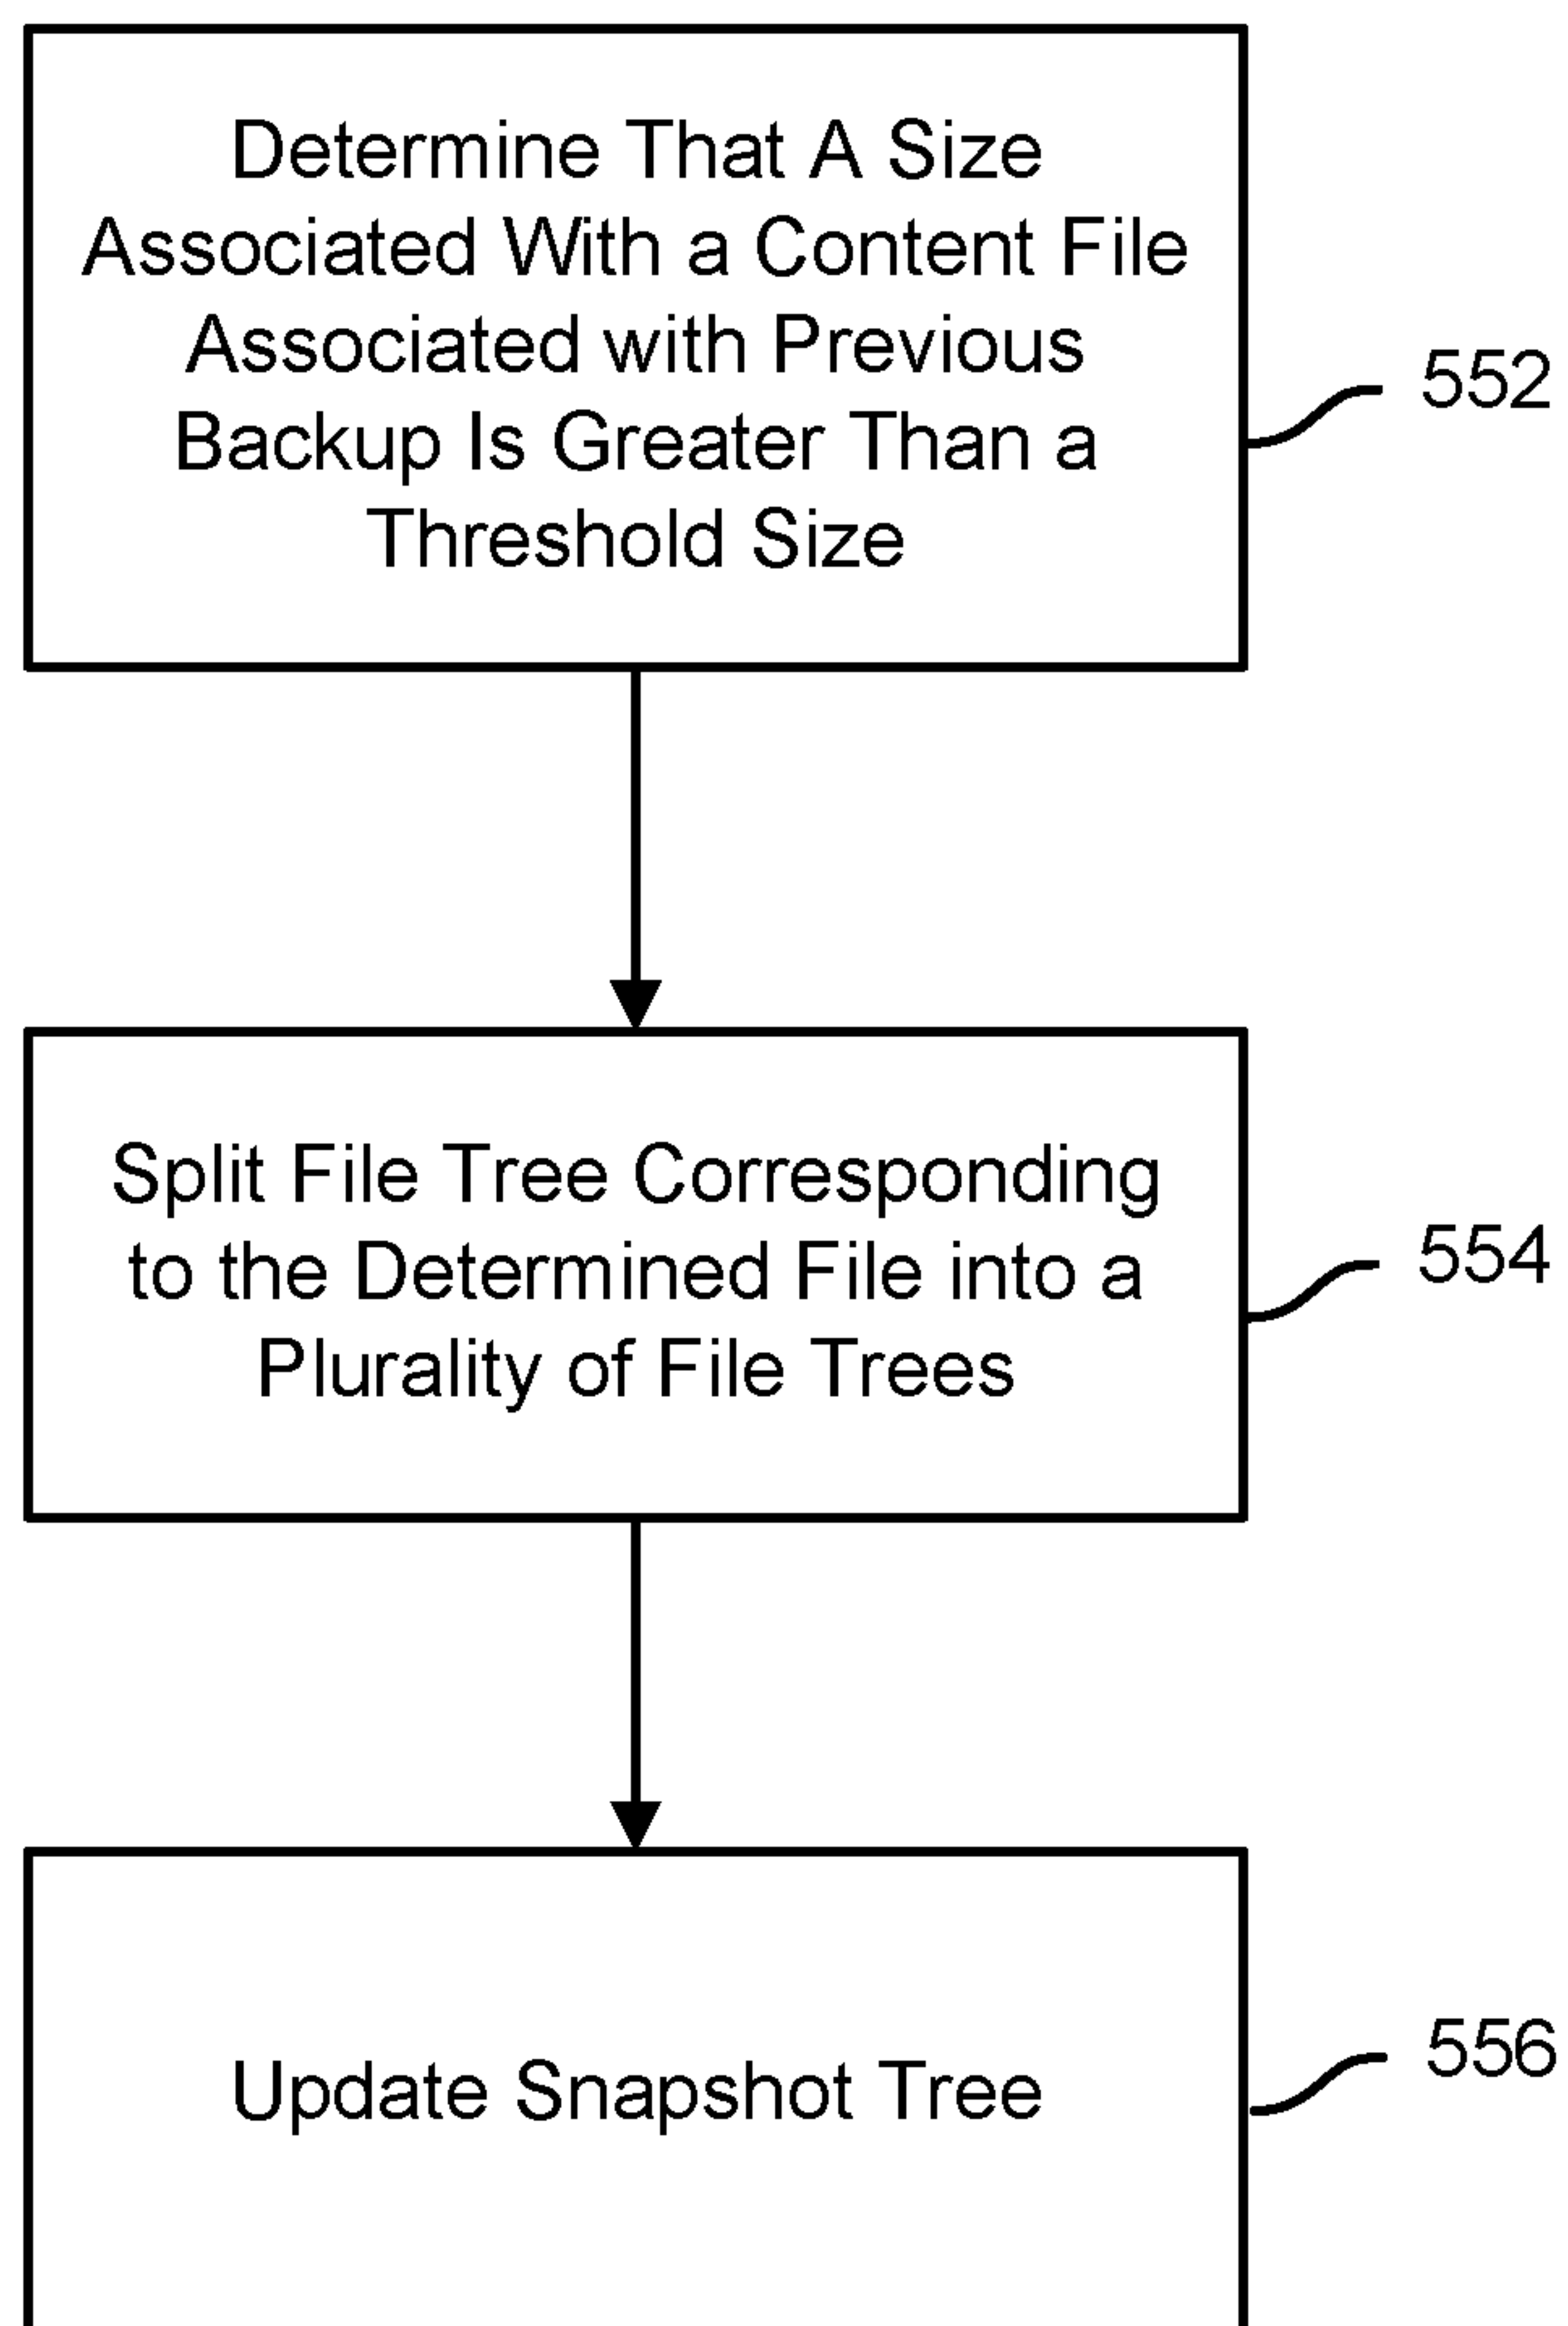 Determine That A Size
Associated With a Content File
Associated with Previous
Backup Is Greater Than a
Threshold Size
552
Split File Tree Corresponding
to the Determined File into a
Plurality of File Trees
554
Update Snapshot Tree
556